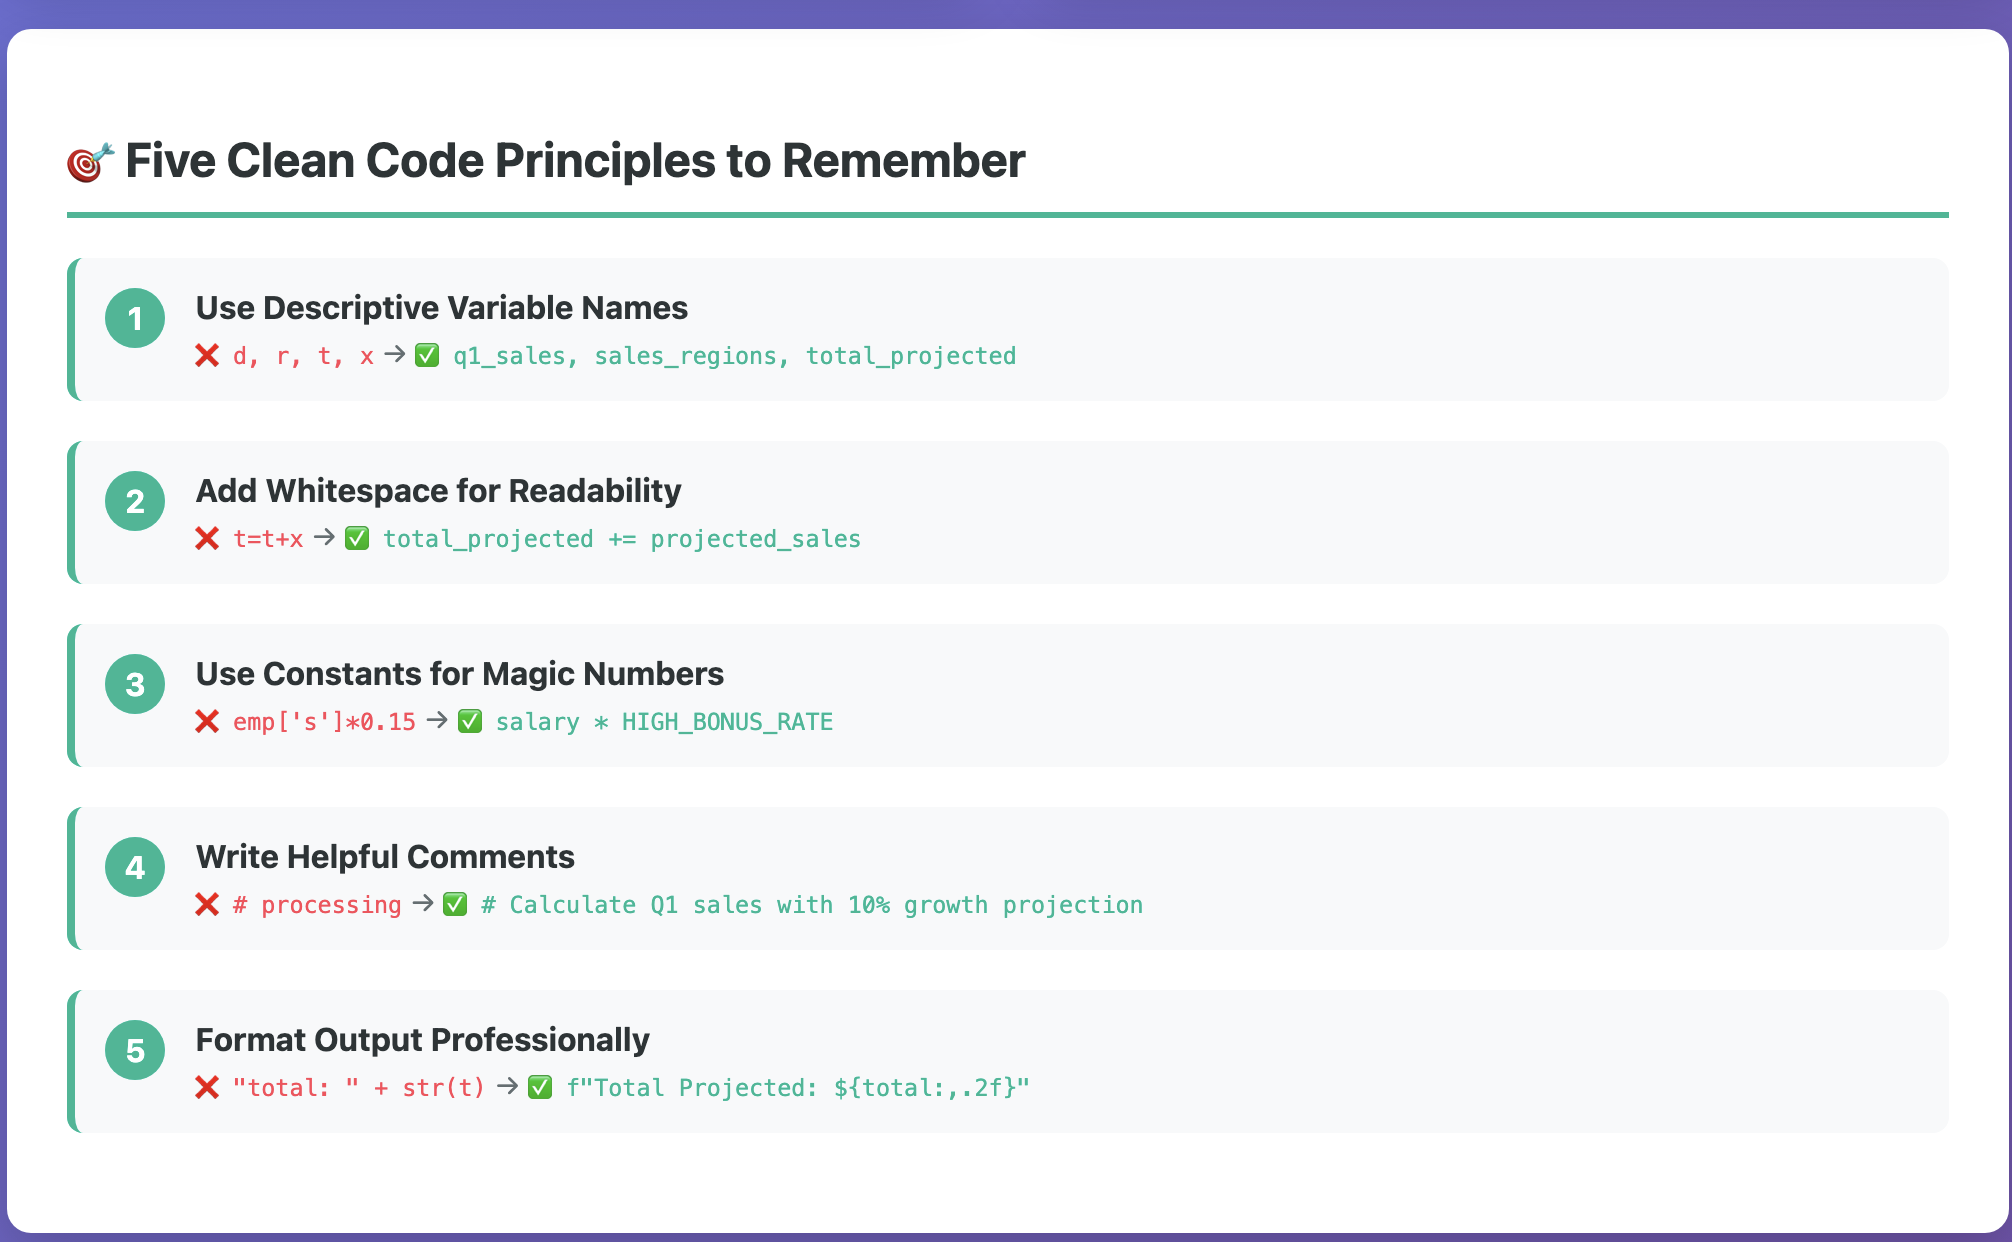 🎯 Five Clean Code Principles to Remember
1
Use Descriptive Variable Names
❌ d, r, t, x → ✅ q1_sales, sales_regions, total_projected
2
Add Whitespace for Readability
❌ t=t+x → ✅ total_projected += projected_sales
3
Use Constants for Magic Numbers
❌ emp['s']*0.15 → ✅ salary * HIGH_BONUS_RATE
4
Write Helpful Comments
❌ # processing → ✅ # Calculate Q1 sales with 10% growth projection
5
Format Output Professionally
❌ "total: " + str(t) → ✅ f"Total Projected: ${total:,.2f}"